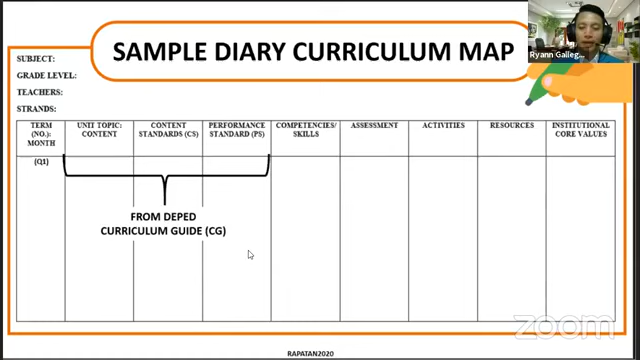 SAMPLE DIARY CURRICULUM MAP
Ryann Galleg...
SUBJECT:
GRADE LEVEL:
TEACHERS:
STRANDS:
TERM
(NO.):
MONTH
UNIT TOPIC:
CONTENT
CONTENT
STANDARDS (CS)
PERFORMANCE
STANDARD (PS)
COMPETENCIES/
SKILLS
ASSESSMENT
ACTIVITIES
RESOURCES
INSTITUTIONAL
CORE VALUES
(Q1)
FROM DEPED
CURRICULUM GUIDE (CG)
zoom
RAPATAN2020